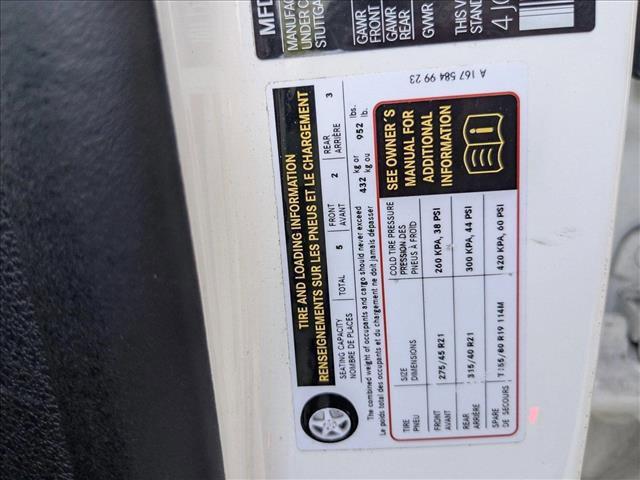 MFD
MANUFAC
UNDER C
STUTTGA
GAWR
FRONT
GAWR
REAR
GVWR
THIS V
STAND
4 JG
A 167 584 99 23
TIRE AND LOADING INFORMATION
RENSEIGNEMENTS SUR LES PNEUS ET LE CHARGEMENT
SEATING CAPACITY TOTAL 5 FRONT 2 REAR 3
NOMBRE DE PLACES AVANT ARRIÈRE
The combined weight of occupants and cargo should never exceed 432 kg or 952 lbs.
Le poids total des occupants et du chargement ne doit jamais dépasser kg ou lb.
TIRE SIZE COLD TIRE PRESSURE
PNEU DIMENSIONS PRESSION DES
PNEUS À FROID
FRONT 275/45 R21 260 KPA, 38 PSI
AVANT
REAR 315/40 R21 300 KPA, 44 PSI
ARRIÈRE
SPARE R19 114M 420 KPA, 60 PSI
DE SECOURS
SEE OWNER'S
MANUAL FOR
ADDITIONAL
INFORMATION